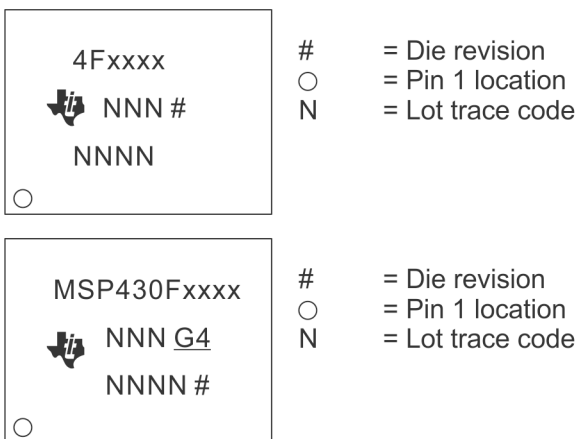 4Fxxxx
NNN #
NNNN
# = Die revision
○ = Pin 1 location
N = Lot trace code
MSP430Fxxxx
NNN G4
NNNN #
# = Die revision
○ = Pin 1 location
N = Lot trace code